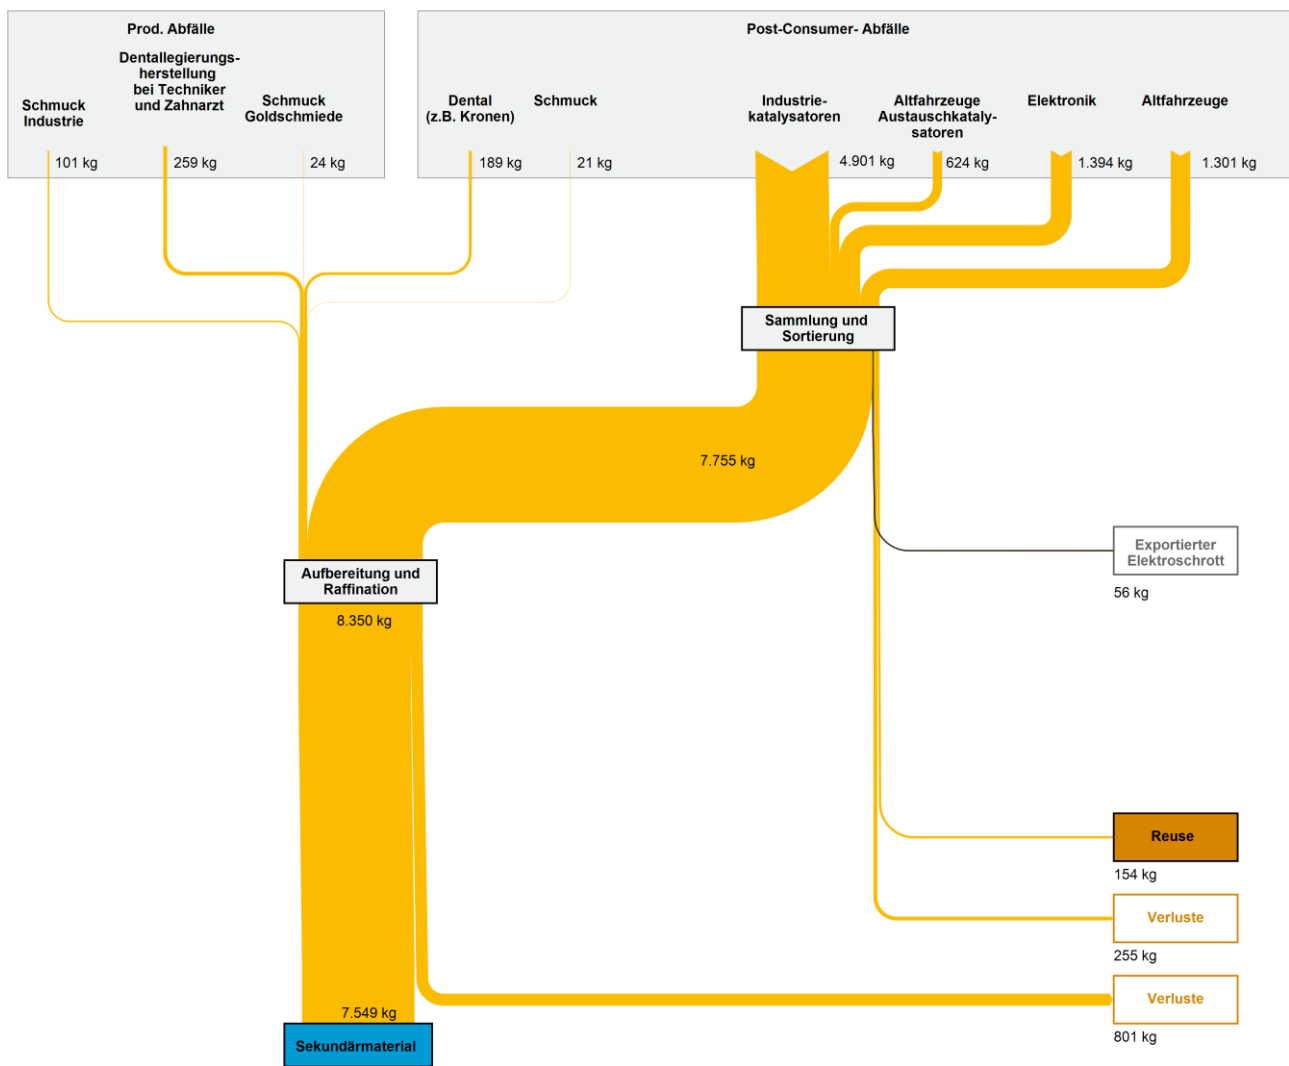 Prod. Abfälle
Post-Consumer- Abfälle
Schmuck
Industrie
Dentallegierungs-
herstellung
bei Techniker
und Zahnarzt
Schmuck
Goldschmiede
Dental
(z.B. Kronen)
Schmuck
Industrie-
katalysatoren
Altfahrzeuge
Austauschkataly-
satoren
Elektronik
Altfahrzeuge
101 kg
259 kg
24 kg
189 kg
21 kg
4.901 kg
624 kg
1.394 kg
1.301 kg
Sammlung und
Sortierung
7.755 kg
Exportierter
Elektroschrott
56 kg
Aufbereitung und
Raffination
8.350 kg
Reuse
154 kg
Verluste
255 kg
Verluste
801 kg
7.549 kg
Sekundärmaterial